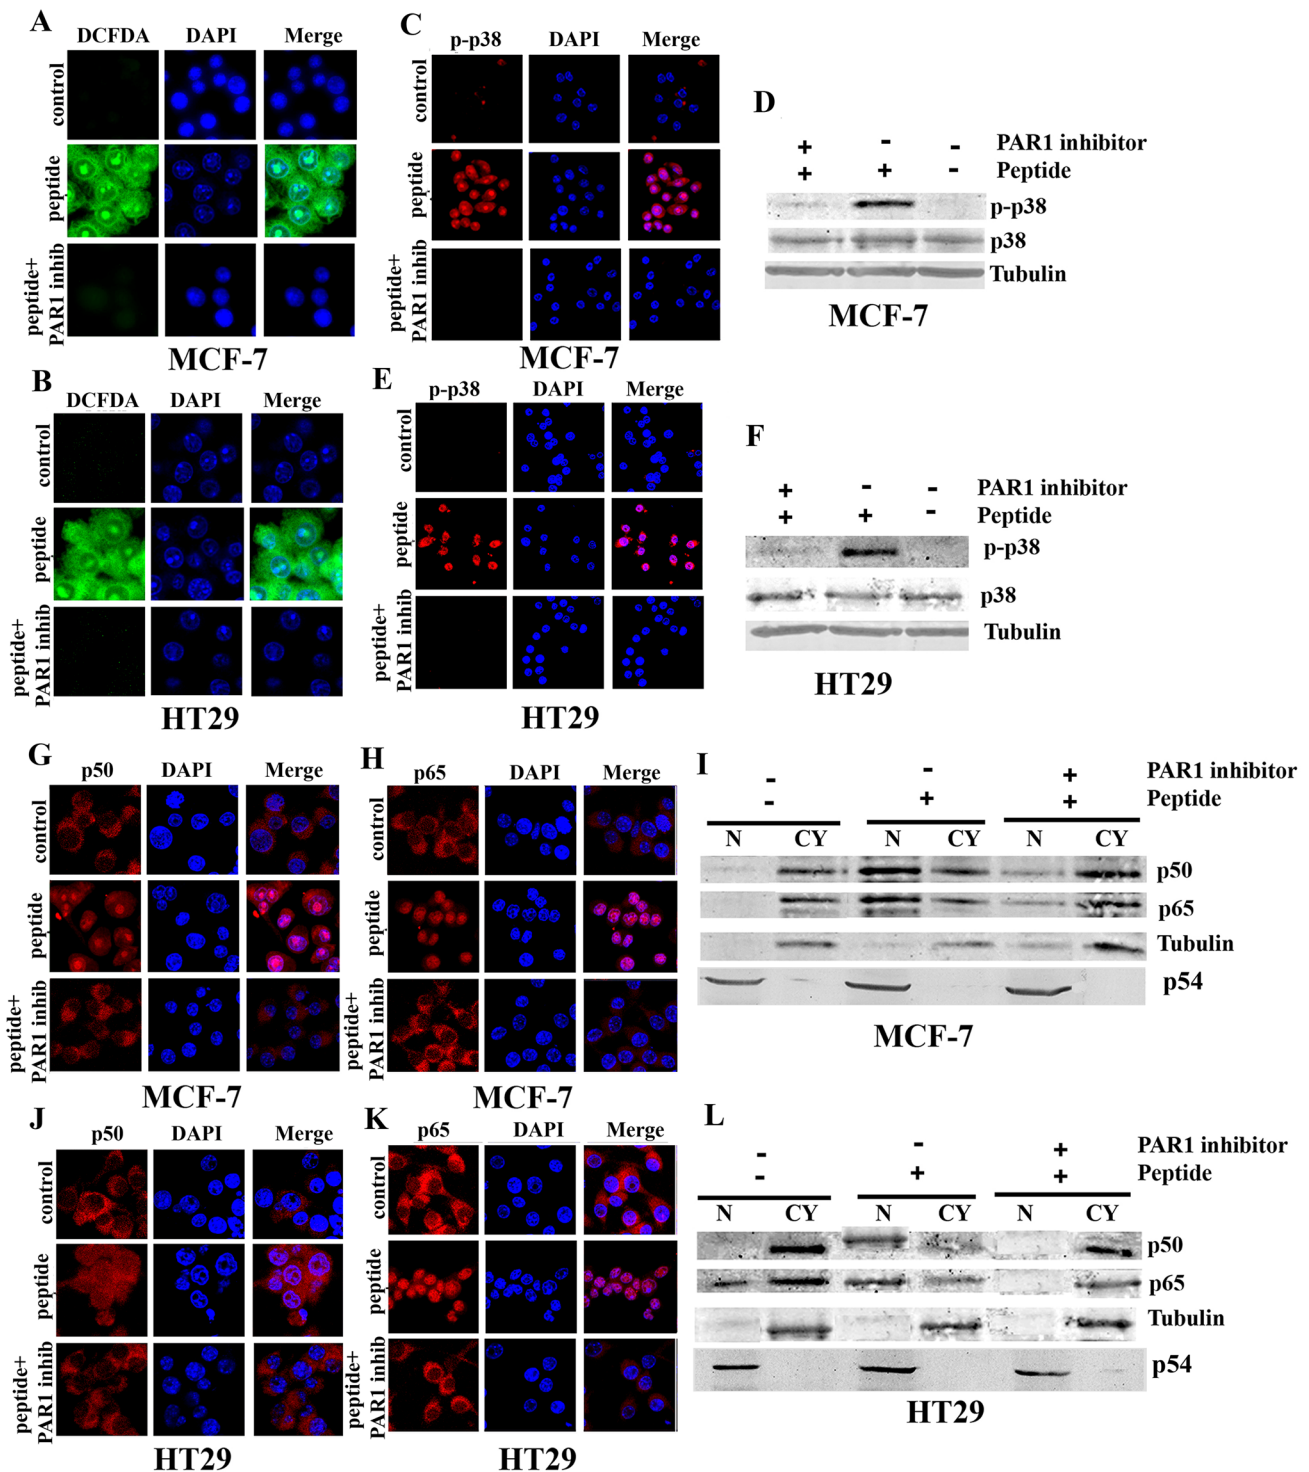 A
DCFDA DAPI Merge
control
peptide
peptide+
PAR1 inhib
MCF-7
B
DCFDA DAPI Merge
control
peptide
peptide+
PAR1 inhib
HT29
C
p-p38 DAPI Merge
control
peptide
peptide+
PAR1 inhib
MCF-7
D
+ - - PAR1 inhibitor
+ + - Peptide
p-p38
p38
Tubulin
MCF-7
E
p-p38 DAPI Merge
control
peptide
peptide+
PAR1 inhib
HT29
F
+ - - PAR1 inhibitor
+ + - Peptide
p-p38
p38
Tubulin
HT29
G
p50 DAPI Merge
control
peptide
peptide+
PAR1 inhib
MCF-7
H
p65 DAPI Merge
control
peptide
peptide+
PAR1 inhib
MCF-7
I
- - + PAR1 inhibitor
- + + Peptide
N CY N CY N CY
p50
p65
Tubulin
p54
MCF-7
J
p50 DAPI Merge
control
peptide
peptide+
PAR1 inhib
HT29
K
p65 DAPI Merge
control
peptide
peptide+
PAR1 inhib
HT29
L
- - + PAR1 inhibitor
- + + Peptide
N CY N CY N CY
p50
p65
Tubulin
p54
HT29